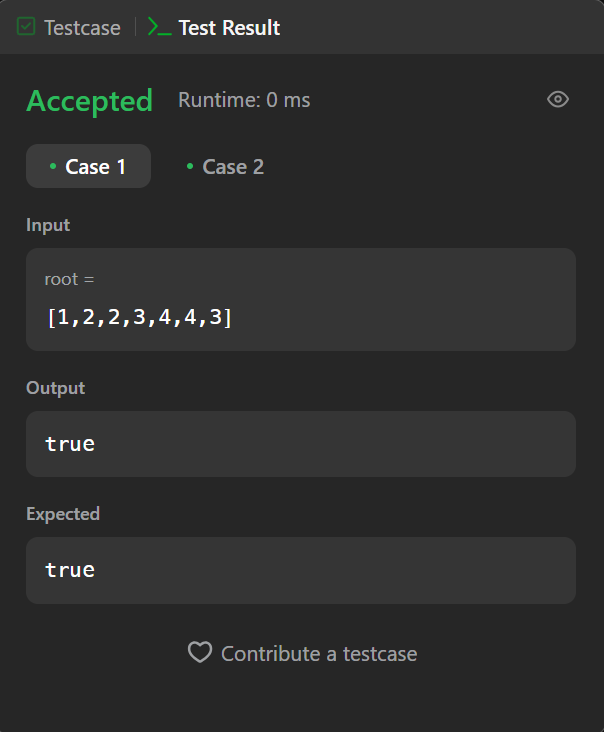 Testcase Test Result
Accepted Runtime: 0 ms
Case 1 Case 2
Input
root =
[1,2,2,3,4,4,3]
Output
true
Expected
true
Contribute a testcase